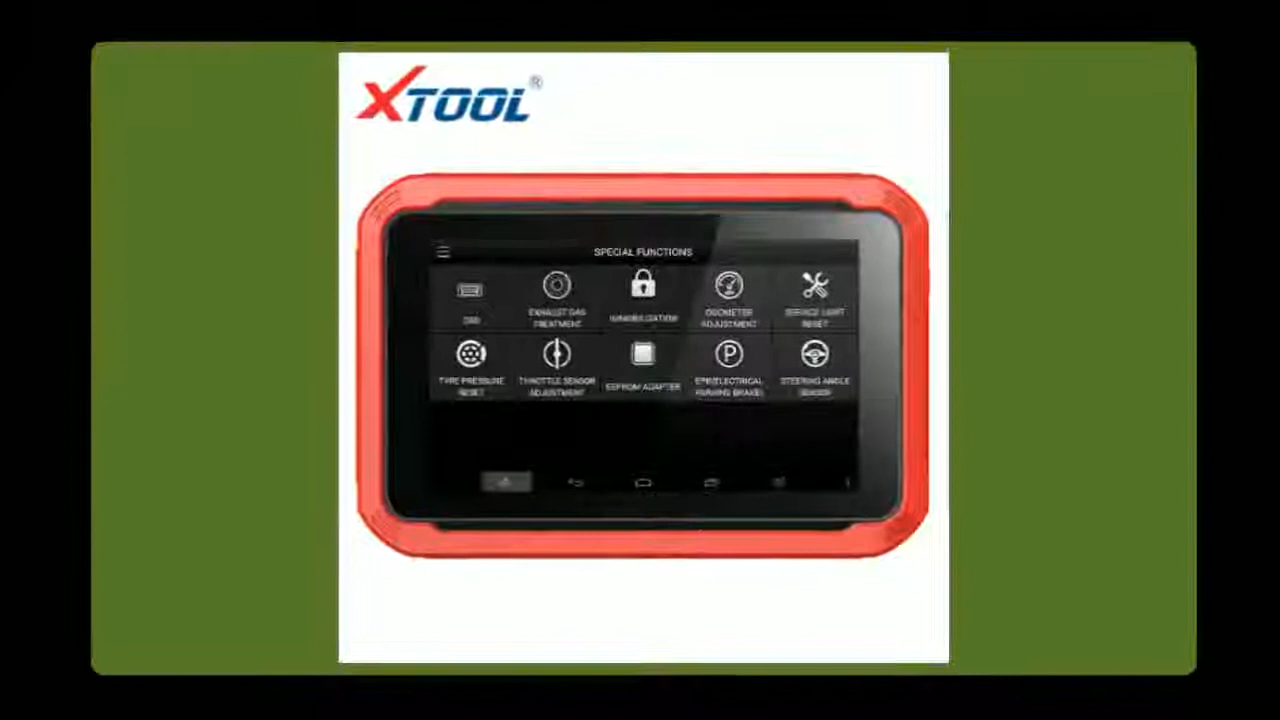 XTOOL®
SPECIAL FUNCTIONS
EXHAUST GAS
TREATMENT
IMMOBILIZATION
ODOMETER
ADJUSTMENT
SERVICE LIGHT
RESET
TYRE PRESSURE
RESET
THROTTLE SENSOR
ADJUSTMENT
EEPROM ADAPTER
EPB(ELECTRICAL
PARKING BRAKE)
STEERING ANGLE
SENSOR
P